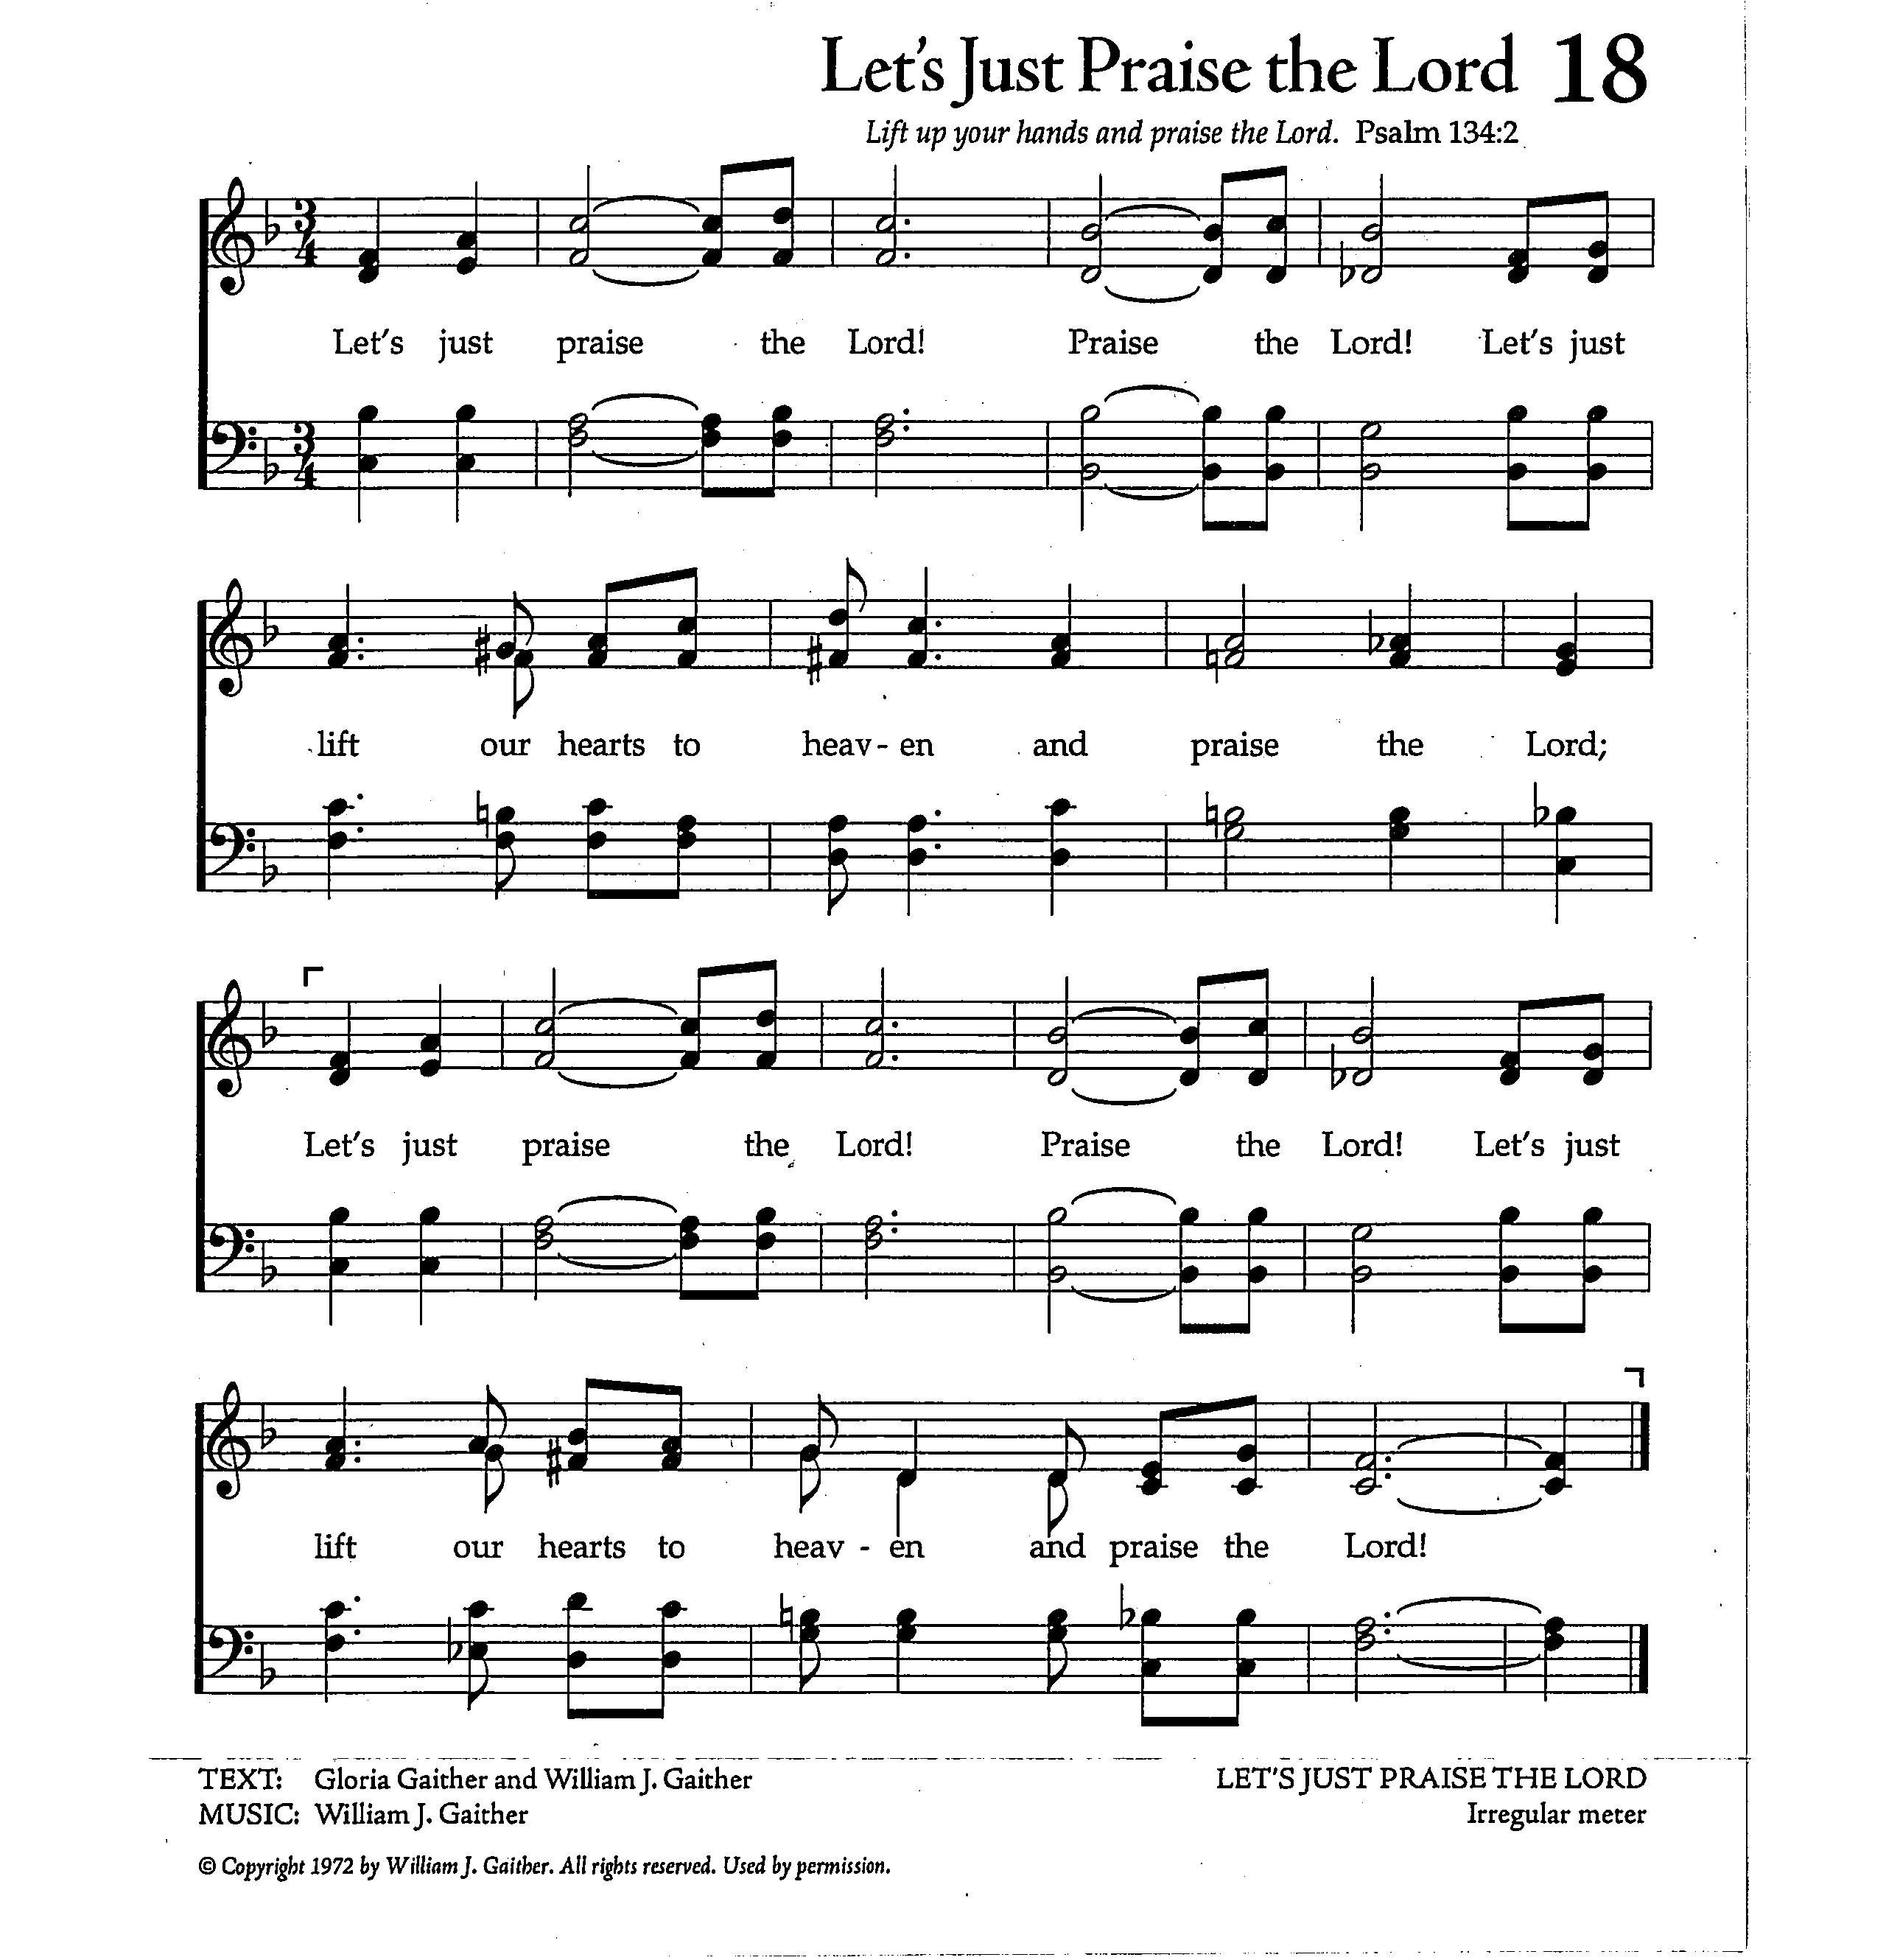 Let's Just Praise the Lord 18
Lift up your hands and praise the Lord. Psalm 134:2
3 4
Let's just praise the Lord! Praise the Lord! Let's just
3 4
lift our hearts to heav - en and praise the Lord;
Let's just praise the Lord! Praise the Lord! Let's just
lift our hearts to heav - en and praise the Lord!
TEXT: Gloria Gaither and William J. Gaither
LET'S JUST PRAISE THE LORD
MUSIC: William J. Gaither
Irregular meter
© Copyright 1972 by William J. Gaither. All rights reserved. Used by permission.